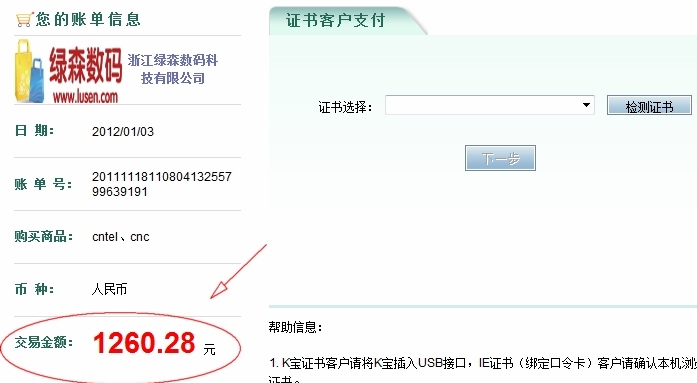 您的账单信息
绿森数码
www.lusen.com
浙江绿森数码科
技有限公司
日 期: 2012/01/03
账 单 号: 20111118110804132557
99639191
购买商品: cntel、cnc
币 种: 人民币
交易金额: 1260.28 元
证书客户支付
证书选择: 检测证书
下一步
帮助信息:
1. K宝证书客户请将K宝插入USB接口，IE证书（绑定口令卡）客户请确认本机浏
证书。